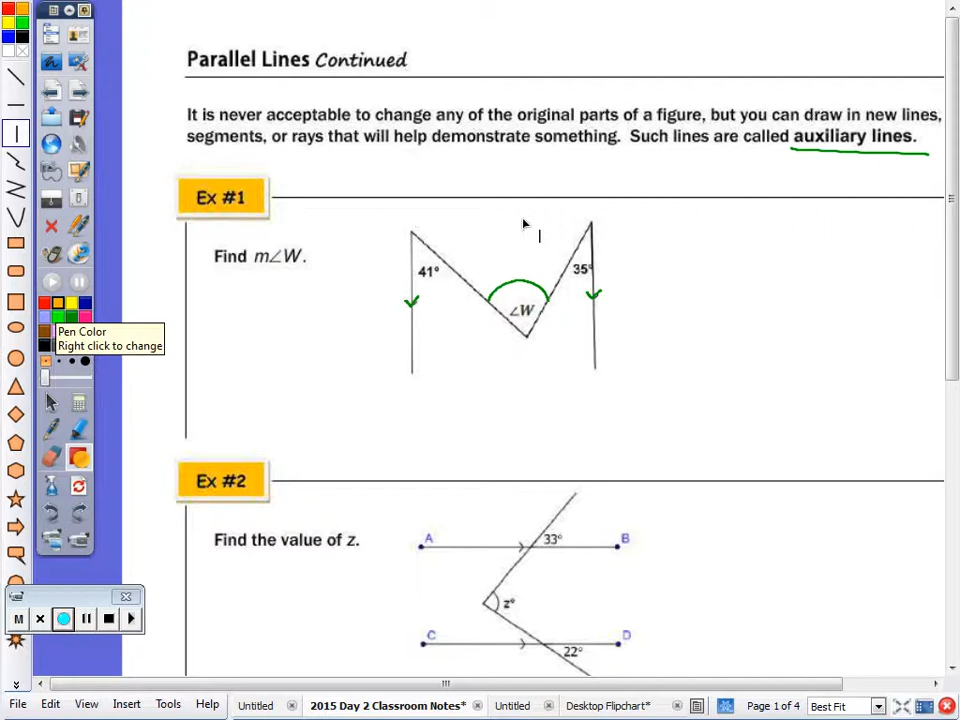 Parallel Lines Continued
It is never acceptable to change any of the original parts of a figure, but you can draw in new lines,
segments, or rays that will help demonstrate something. Such lines are called auxiliary lines.
Ex #1
Find m∠W.
41°
35°
∠W
Pen Color
Right click to change
Ex #2
Find the value of z.
A
33°
B
z°
C
D
22°
M
File Edit View Insert Tools Help Untitled 2015 Day 2 Classroom Notes* Untitled Desktop Flipchart* Page 1 of 4 Best Fit